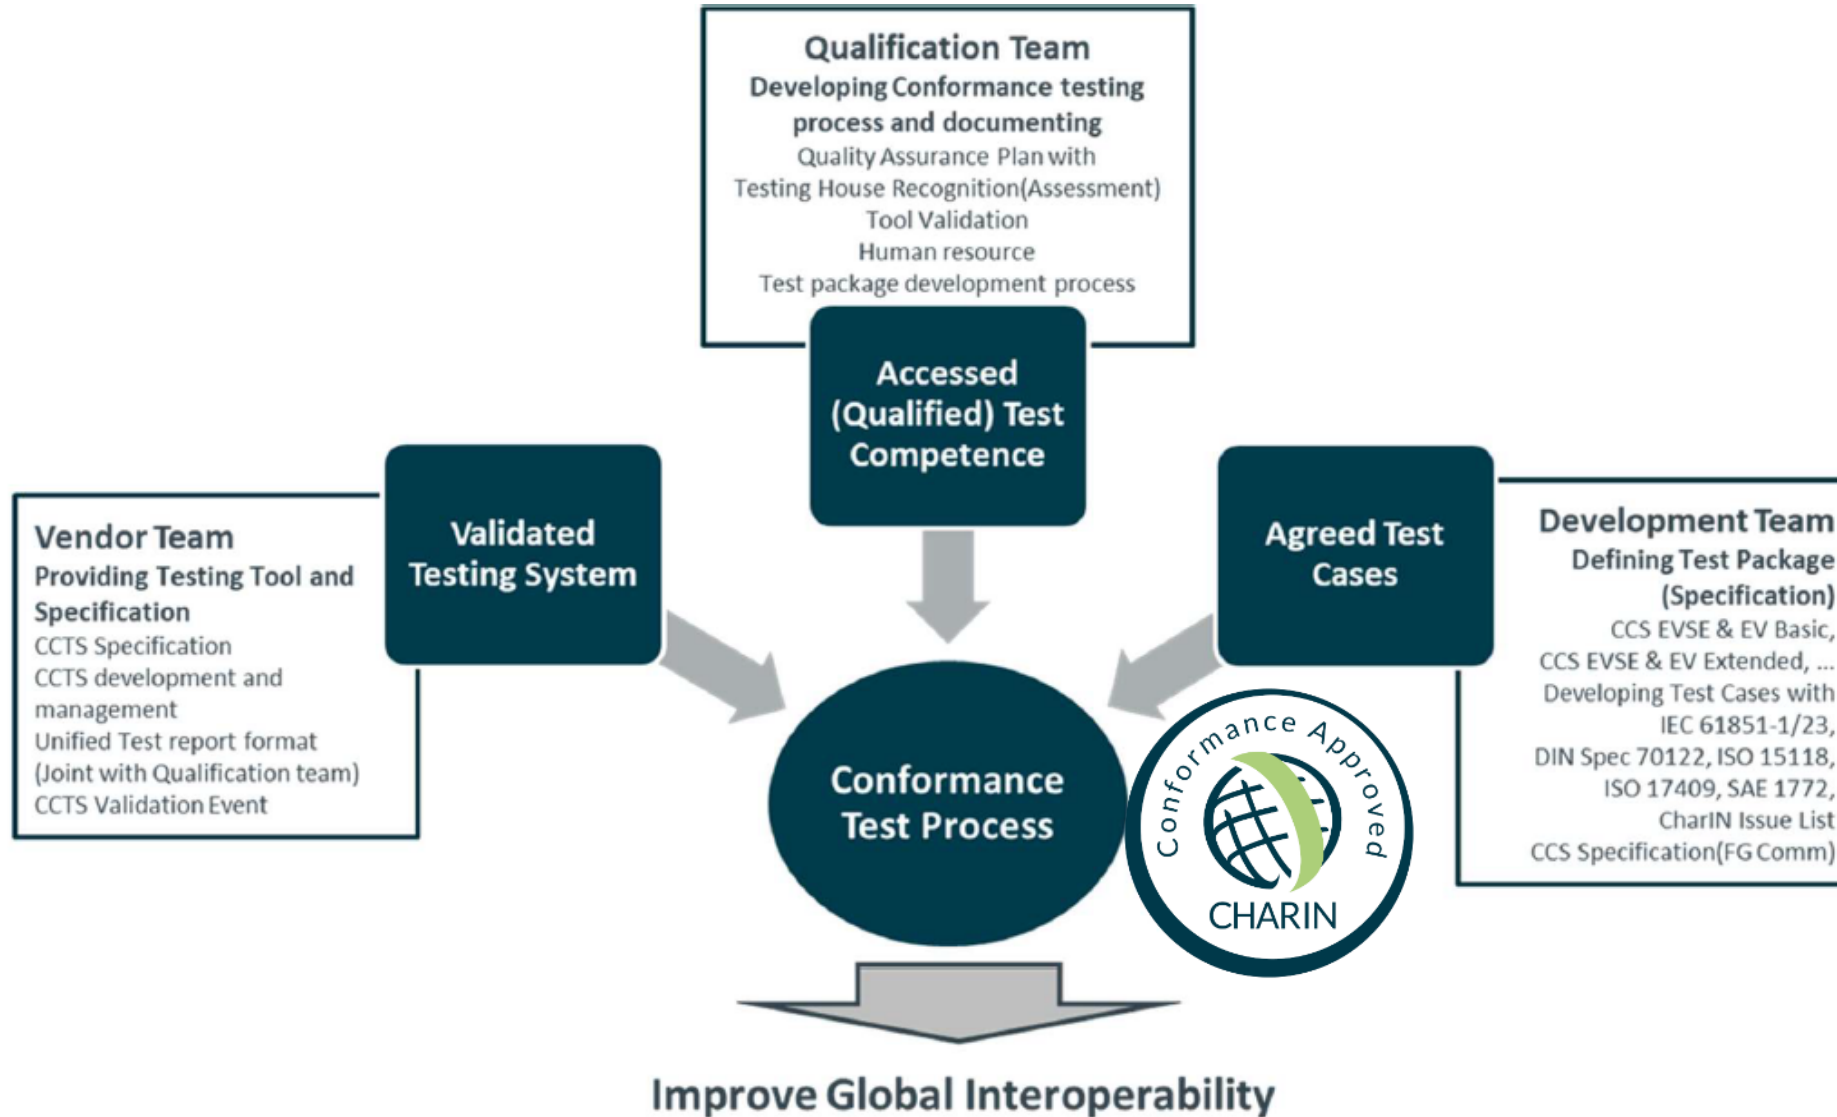 Qualification Team
Developing Conformance testing
process and documenting
Quality Assurance Plan with
Testing House Recognition(Assessment)
Tool Validation
Human resource
Test package development process
Accessed
(Qualified) Test
Competence
Vendor Team
Providing Testing Tool and
Specification
CCTS Specification
CCTS development and
management
Unified Test report format
(Joint with Qualification team)
CCTS Validation Event
Validated
Testing System
Agreed Test
Cases
Development Team
Defining Test Package
(Specification)
CCS EVSE & EV Basic,
CCS EVSE & EV Extended, ...
Developing Test Cases with
IEC 61851-1/23,
DIN Spec 70122, ISO 15118,
ISO 17409, SAE 1772,
CharIN Issue List
CCS Specification(FG Comm)
Conformance
Test Process
Conformance Approved
CHARIN
Improve Global Interoperability